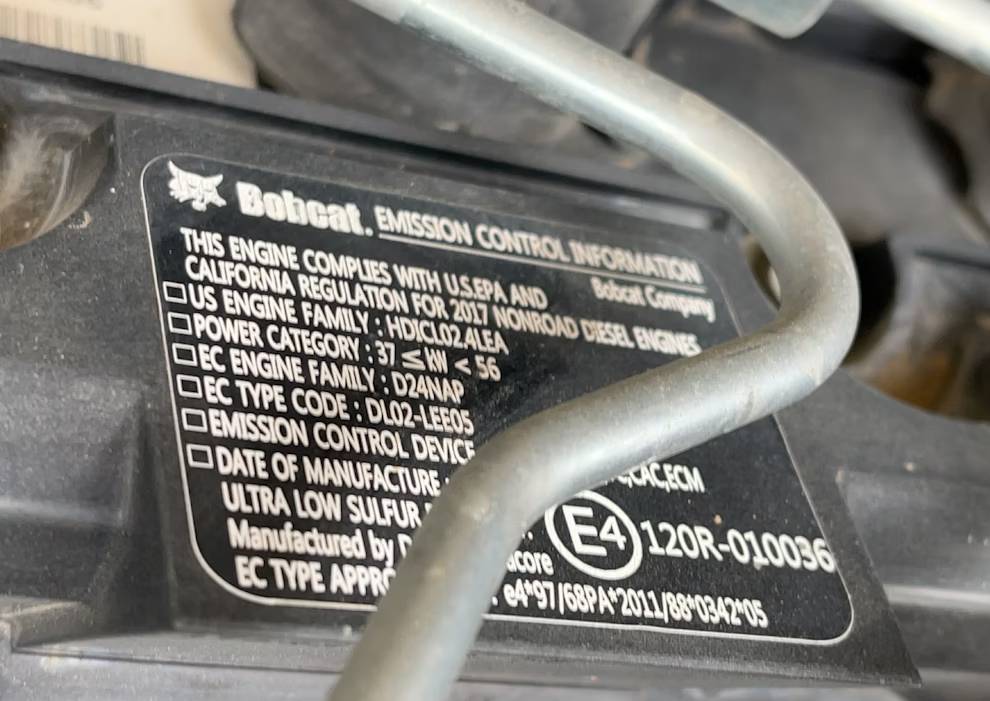 Bobcat. EMISSION CONTROL INFORMATION
Bobcat Company
THIS ENGINE COMPLIES WITH U.S.EPA AND
CALIFORNIA REGULATION FOR 2017 NONROAD DIESEL ENGINES
US ENGINE FAMILY : HDICL02.4LEA
POWER CATEGORY : 37 ≤ kW < 56
EC ENGINE FAMILY : D24NAP
EC TYPE CODE : DL02-LEE05
EMISSION CONTROL DEVICE
CAC,ECM
DATE OF MANUFACTURE :
ULTRA LOW SULFUR
E4 120R-010036
Manufactured by
EC TYPE
e4*97/68PA*2011/88*0342*05